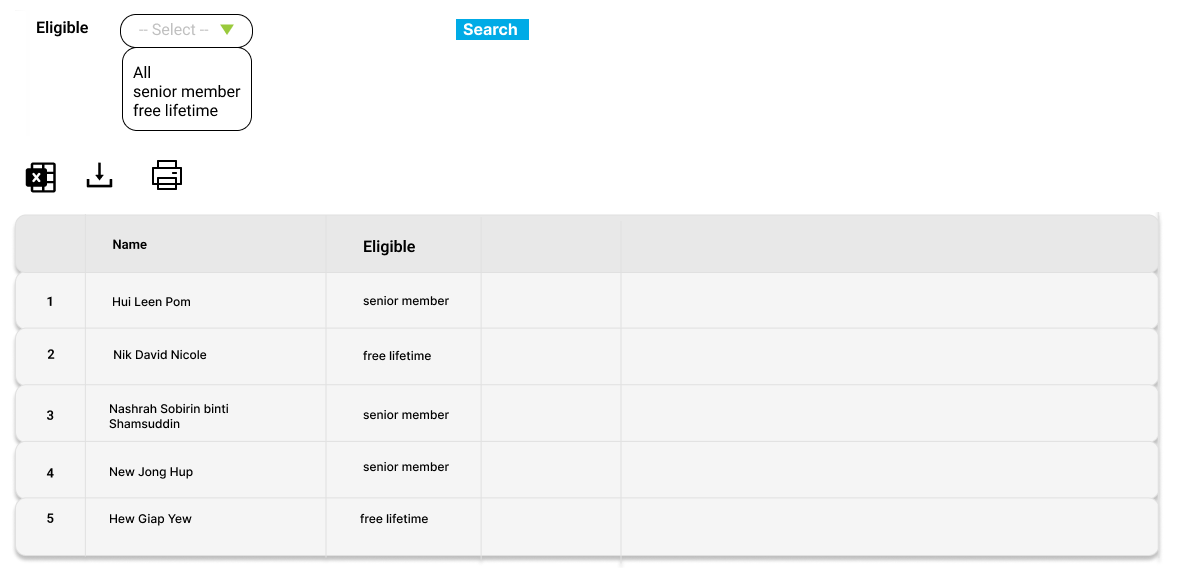 Eligible
-- Select --
Search
All
senior member
free lifetime
X
Name
Eligible
1
Hui Leen Pom
senior member
2
Nik David Nicole
free lifetime
3
Nashrah Sobirin binti
Shamsuddin
senior member
4
New Jong Hup
senior member
5
Hew Giap Yew
free lifetime